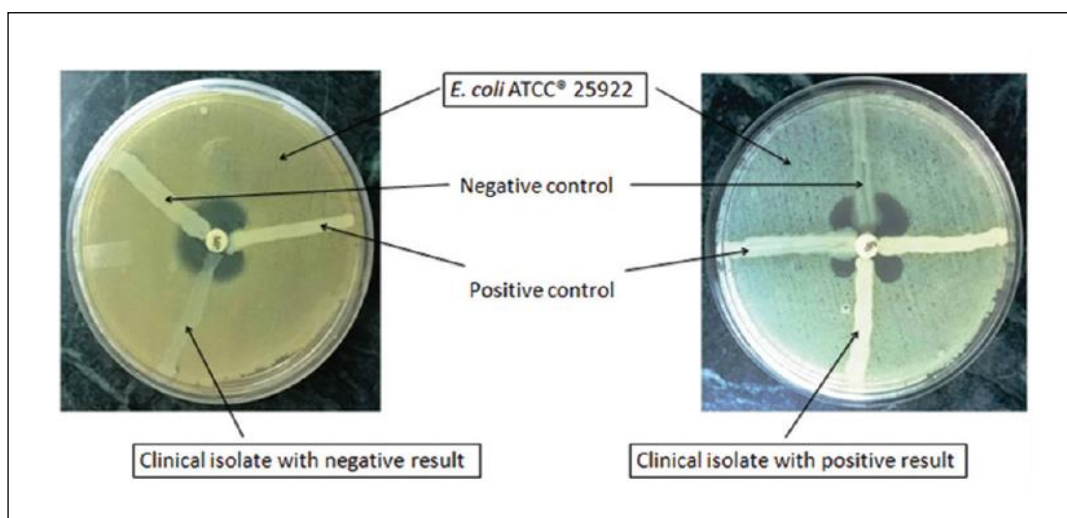 E. coli ATCC® 25922
Negative control
Positive control
Clinical isolate with negative result
Clinical isolate with positive result